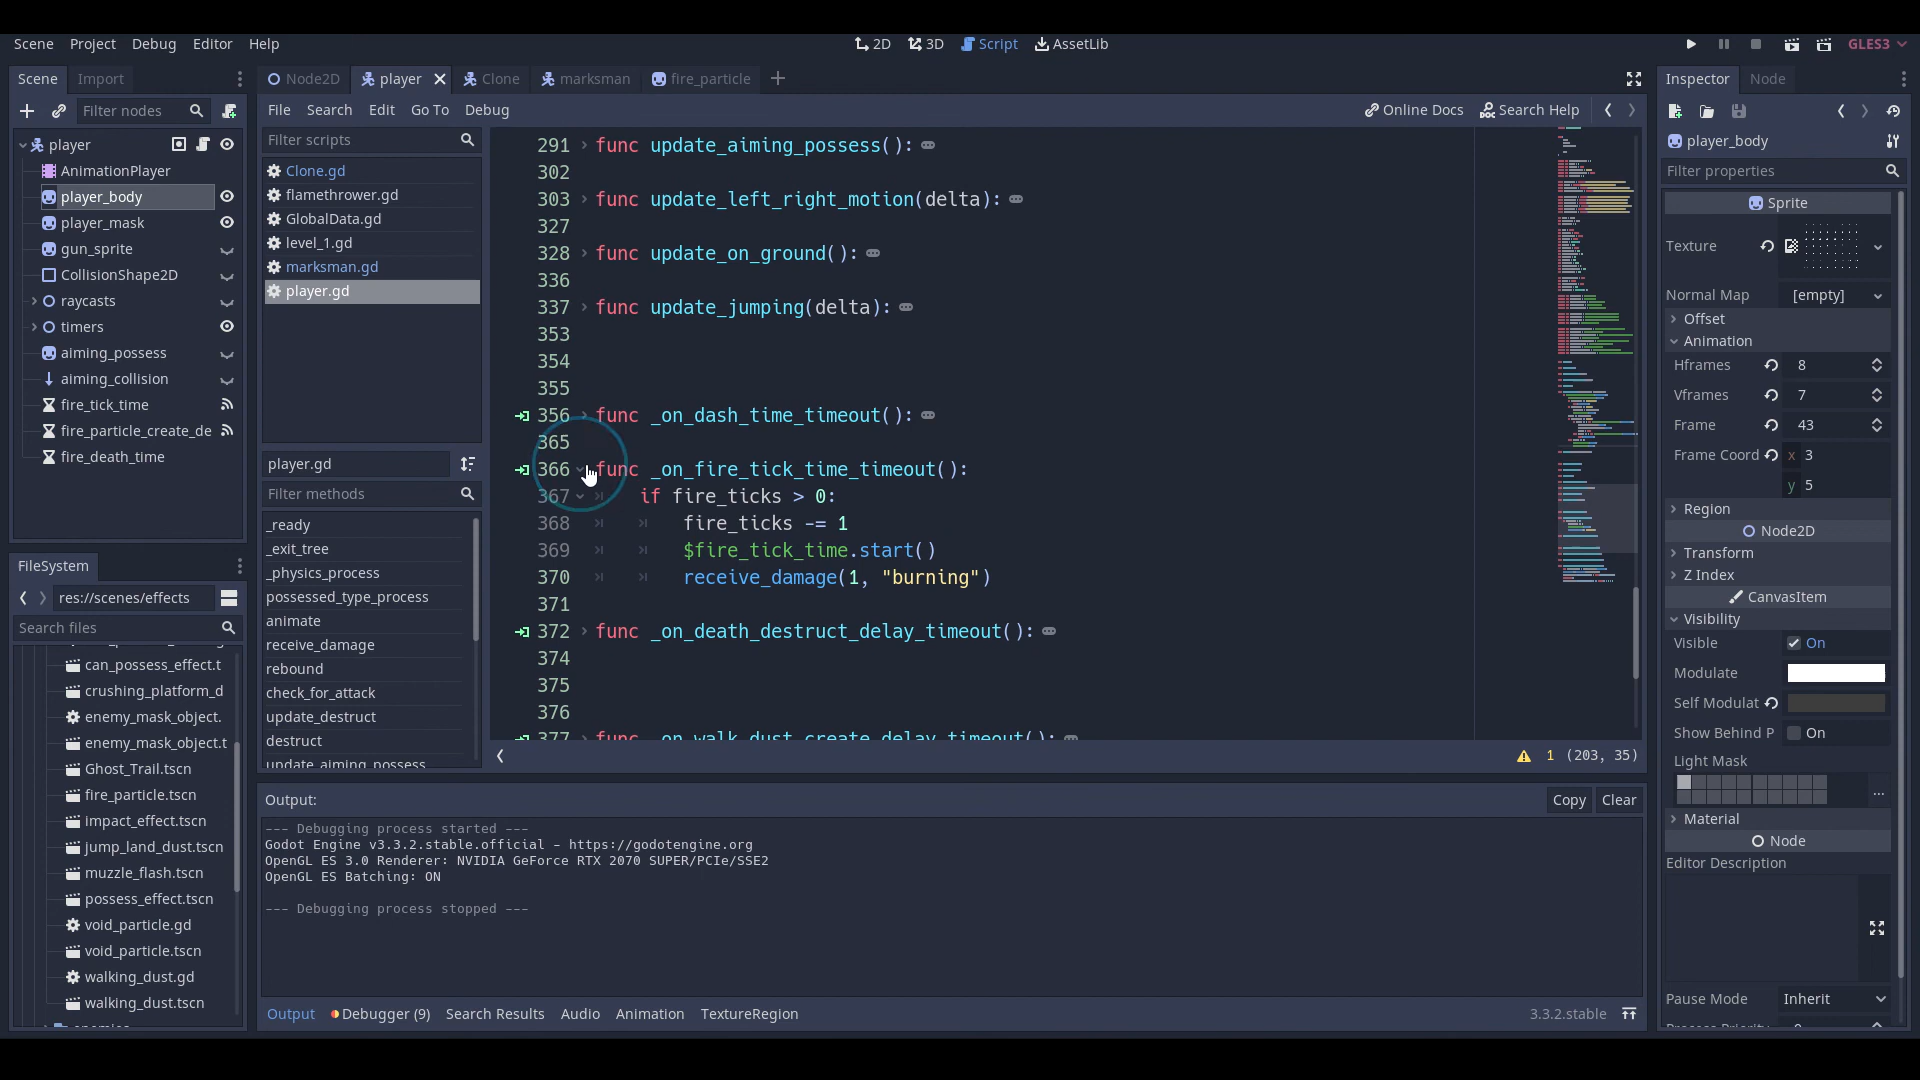 Scene Project Debug Editor Help
2D 3D Script AssetLib
GLES3
Scene Import
Filter nodes
player
AnimationPlayer
player_body
player_mask
gun_sprite
CollisionShape2D
raycasts
timers
aiming_possess
aiming_collision
fire_tick_time
fire_particle_create_de
fire_death_time
FileSystem
res://scenes/effects
Search files
can_possess_effect.t
crushing_platform_d
enemy_mask_object.
enemy_mask_object.t
Ghost_Trail.tscn
fire_particle.tscn
impact_effect.tscn
jump_land_dust.tscn
muzzle_flash.tscn
possess_effect.tscn
void_particle.gd
void_particle.tscn
walking_dust.gd
walking_dust.tscn
Node2D player Clone marksman fire_particle
File Search Edit Go To Debug
Online Docs Search Help
Filter scripts
Clone.gd
flamethrower.gd
GlobalData.gd
level_1.gd
marksman.gd
player.gd
player.gd
Filter methods
_ready
_exit_tree
_physics_process
possessed_type_process
animate
receive_damage
rebound
check_for_attack
update_destruct
destruct
update_aiming_possess
291 func update_aiming_possess():
302
303 func update_left_right_motion(delta):
327
328 func update_on_ground():
336
337 func update_jumping(delta):
353
354
355
356 func _on_dash_time_timeout():
365
366 func _on_fire_tick_time_timeout():
367 if fire_ticks > 0:
368 fire_ticks -= 1
369 $fire_tick_time.start()
370 receive_damage(1, "burning")
371
372 func _on_death_destruct_delay_timeout():
374
375
376
377 func _on_walk_dust_create_delay_timeout():
1 (203, 35)
Output:
Copy Clear
--- Debugging process started ---
Godot Engine v3.3.2.stable.official - https://godotengine.org
OpenGL ES 3.0 Renderer: NVIDIA GeForce RTX 2070 SUPER/PCIe/SSE2
OpenGL ES Batching: ON
--- Debugging process stopped ---
Output Debugger (9) Search Results Audio Animation TextureRegion
3.3.2.stable
Inspector Node
player_body
Filter properties
Sprite
Texture
Normal Map [empty]
Offset
Animation
Hframes 8
Vframes 7
Frame 43
Frame Coord x 3
y 5
Region
Node2D
Transform
Z Index
CanvasItem
Visibility
Visible On
Modulate
Self Modulat
Show Behind P On
Light Mask
...
Material
Node
Editor Description
Pause Mode Inherit